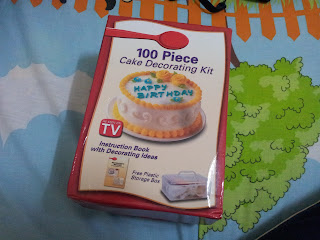 100 Piece
Cake Decorating Kit
HAPPY
BIRTHDAY
TV
Instruction Book
with Decorating Ideas
Free Plastic
Storage Box